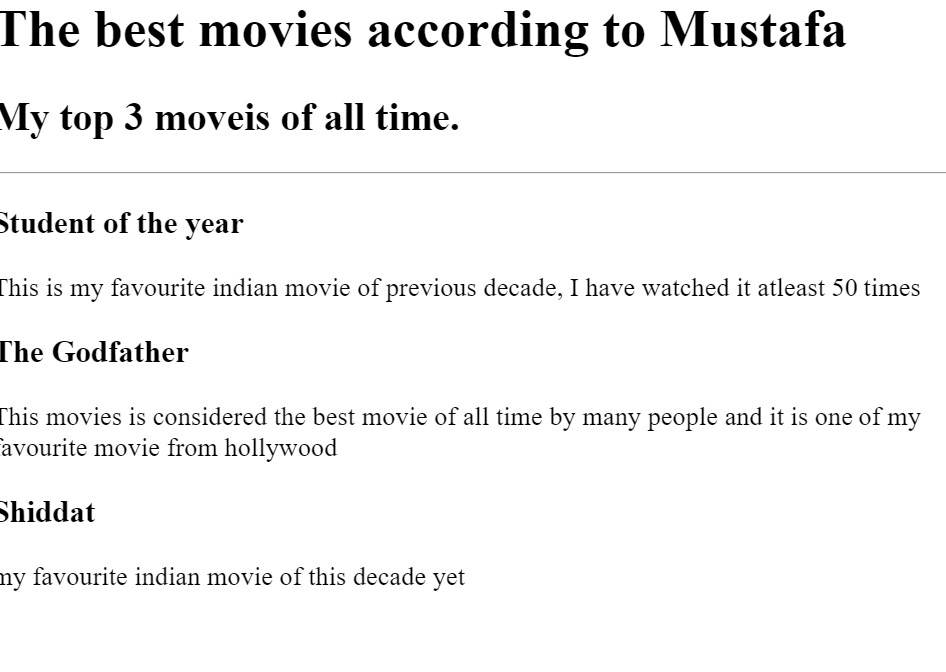 The best movies according to Mustafa
My top 3 moveis of all time.
Student of the year
This is my favourite indian movie of previous decade, I have watched it atleast 50 times
The Godfather
This movies is considered the best movie of all time by many people and it is one of my
favourite movie from hollywood
Shiddat
my favourite indian movie of this decade yet